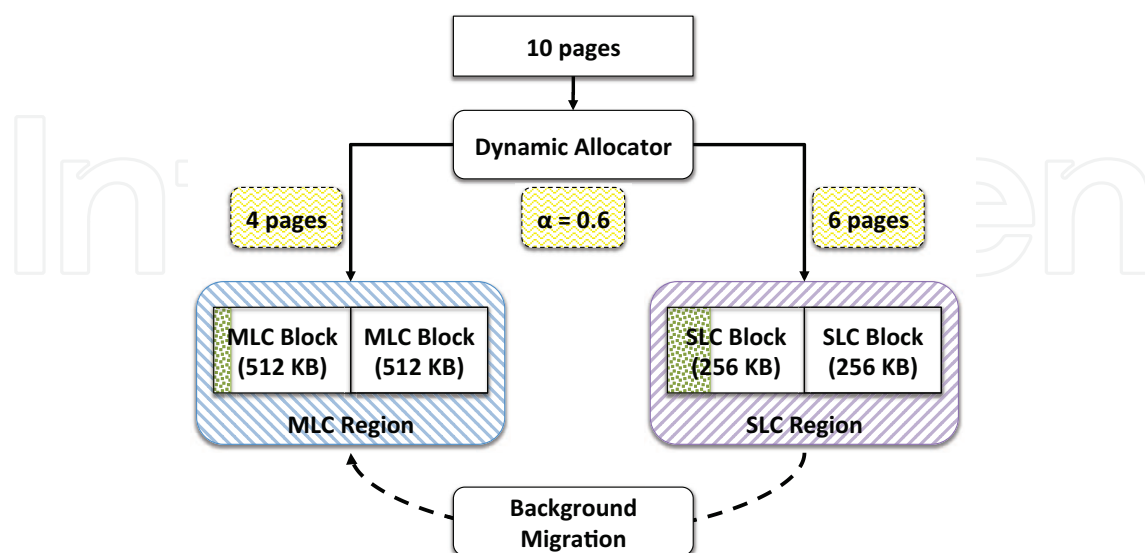 10 pages
Dynamic Allocator
4 pages
α = 0.6
6 pages
MLC Block
(512 KB)
MLC Block
(512 KB)
SLC Block
(256 KB)
SLC Block
(256 KB)
MLC Region
SLC Region
Background
Migration